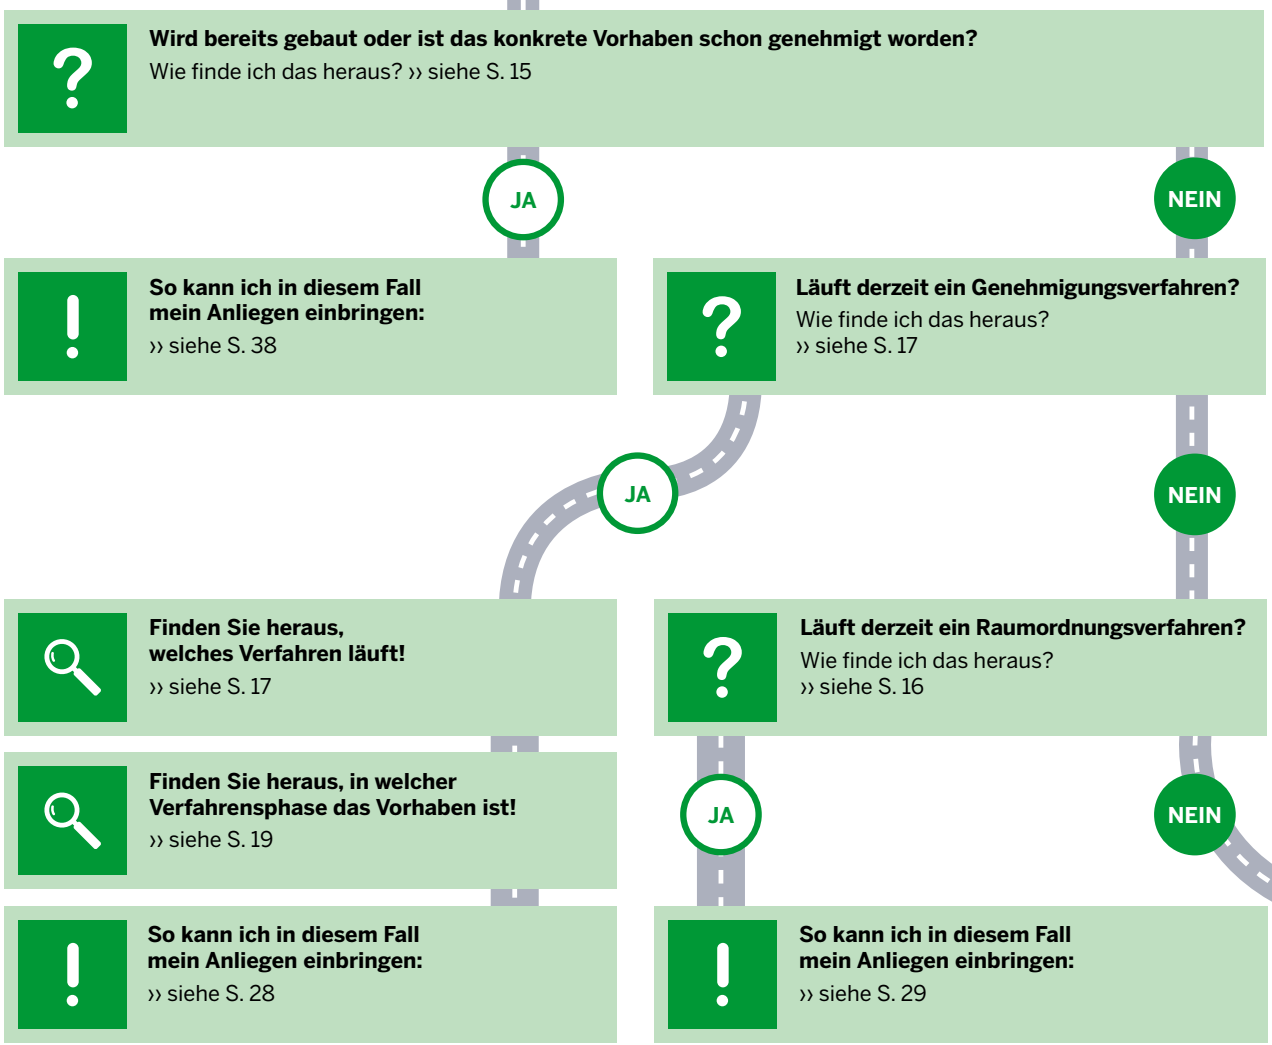 Wird bereits gebaut oder ist das konkrete Vorhaben schon genehmigt worden?
Wie finde ich das heraus? ›› siehe S. 15
JA
NEIN
So kann ich in diesem Fall
mein Anliegen einbringen:
›› siehe S. 38
Läuft derzeit ein Genehmigungsverfahren?
Wie finde ich das heraus?
›› siehe S. 17
JA
NEIN
Finden Sie heraus,
welches Verfahren läuft!
›› siehe S. 17
Läuft derzeit ein Raumordnungsverfahren?
Wie finde ich das heraus?
›› siehe S. 16
Finden Sie heraus, in welcher
Verfahrensphase das Vorhaben ist!
›› siehe S. 19
JA
NEIN
So kann ich in diesem Fall
mein Anliegen einbringen:
›› siehe S. 28
So kann ich in diesem Fall
mein Anliegen einbringen:
›› siehe S. 29